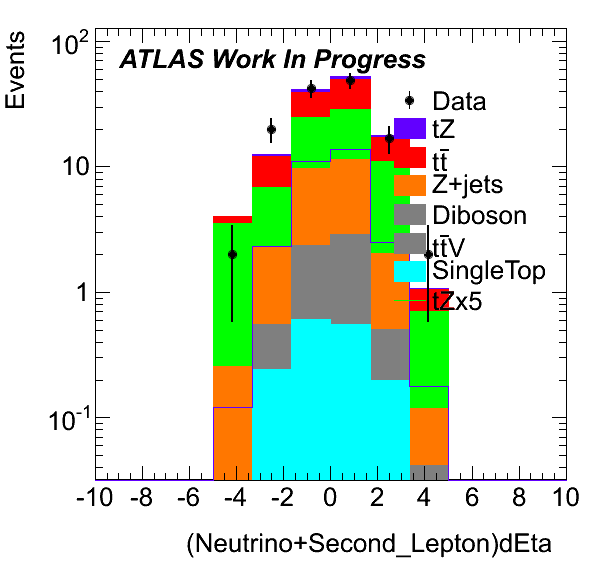 Events
ATLAS Work In Progress
Data
tZ
tt̄
Z+jets
Diboson
tt̄V
SingleTop
tZx5
10²
10
1
10⁻¹
-10 -8 -6 -4 -2 0 2 4 6 8 10
(Neutrino+Second_Lepton)dEta